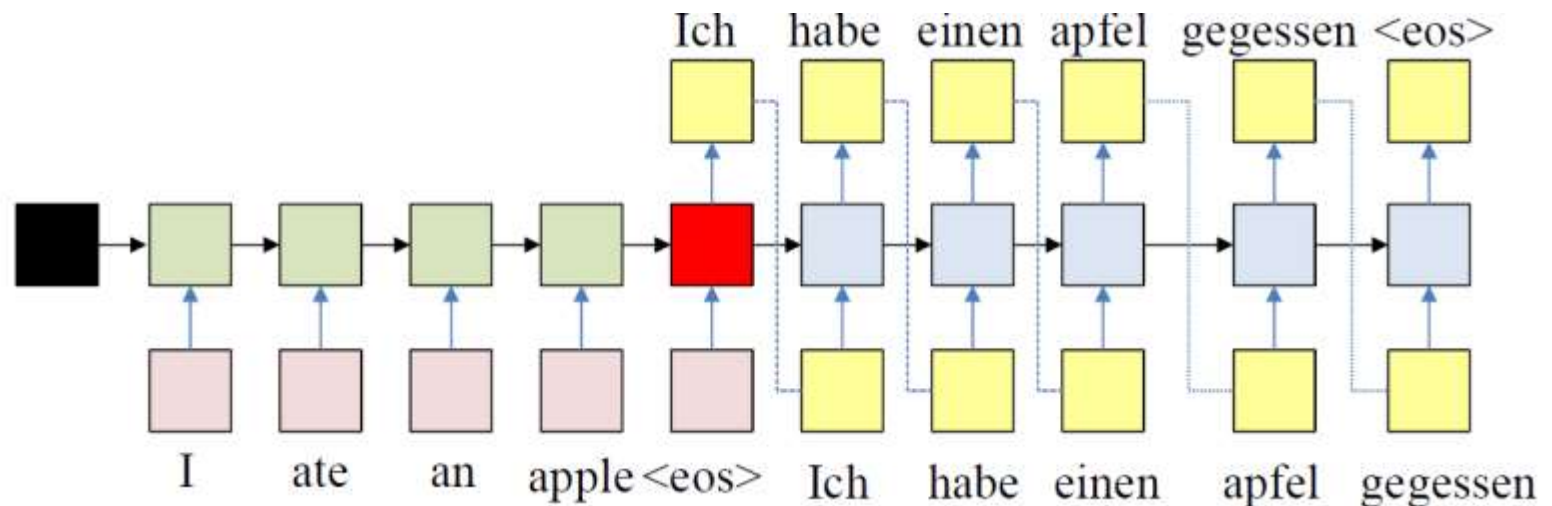 Ich habe einen apfel gegessen <eos>
I ate an apple <eos> Ich habe einen apfel gegessen